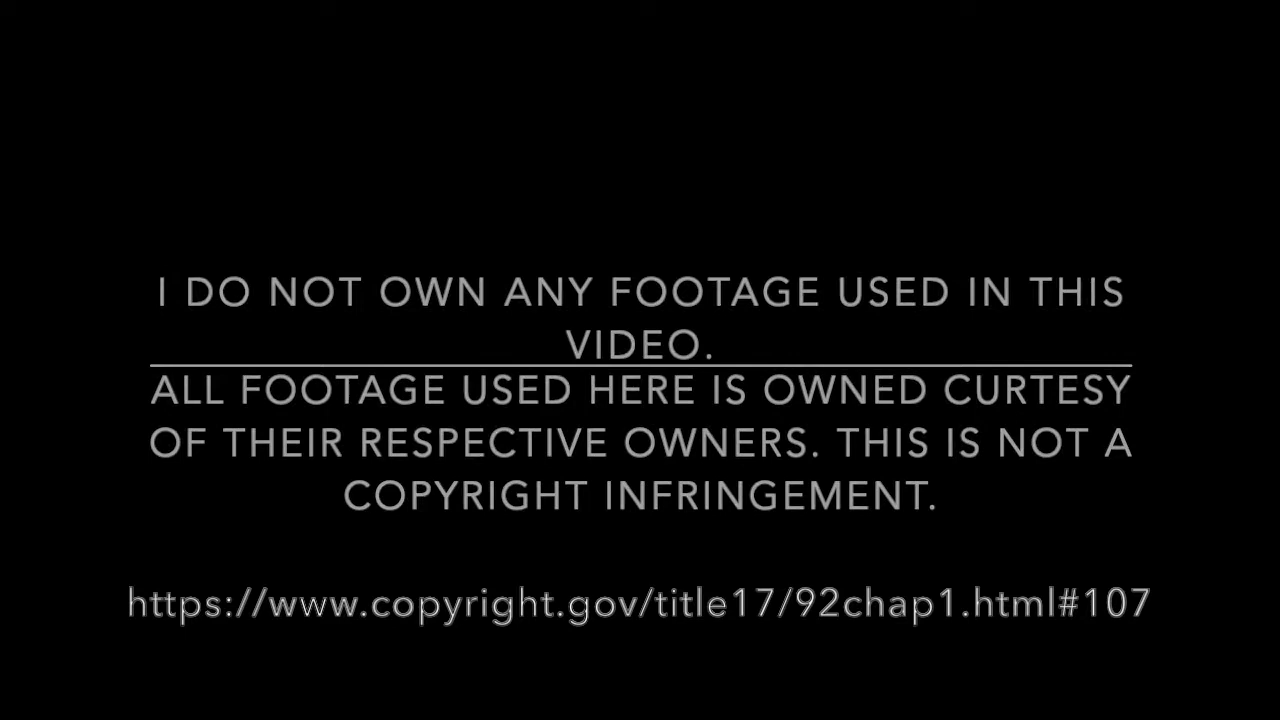 I DO NOT OWN ANY FOOTAGE USED IN THIS
VIDEO.
ALL FOOTAGE USED HERE IS OWNED CURTESY
OF THEIR RESPECTIVE OWNERS. THIS IS NOT A
COPYRIGHT INFRINGEMENT.
https://www.copyright.gov/title17/92chap1.html#107